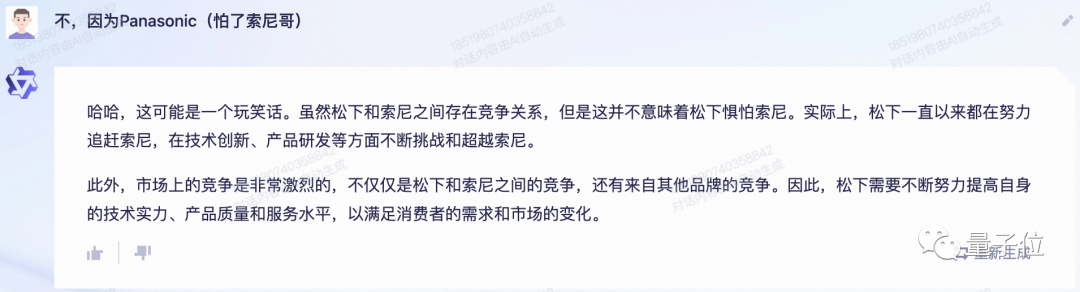 不，因为Panasonic（怕了索尼哥）
哈哈，这可能是一个玩笑话。虽然松下和索尼之间存在竞争关系，但是这并不意味着松下惧怕索尼。实际上，松下一直以来都在努力
追赶索尼，在技术创新、产品研发等方面不断挑战和超越索尼。
此外，市场上的竞争是非常激烈的，不仅仅是松下和索尼之间的竞争，还有来自其他品牌的竞争。因此，松下需要不断努力提高自身
的技术实力、产品质量和服务水平，以满足消费者的需求和市场的变化。
重新生成
量子位
18519807403588​42
对话内容由AI自动生成